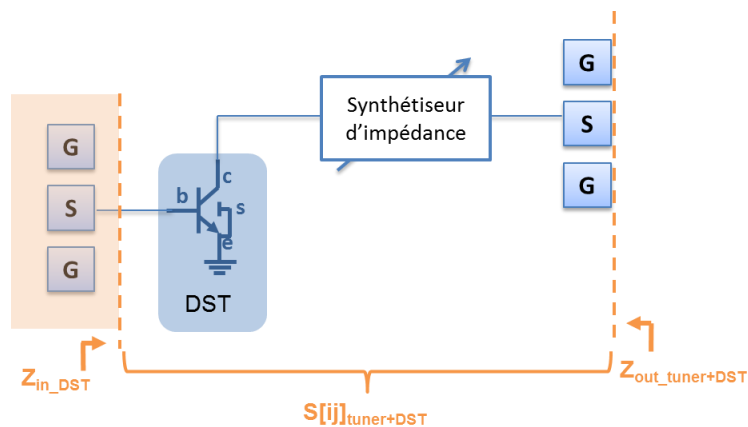 G
S
G
b
c
s
e
DST
Synthétiseur
d’impédance
G
S
G
Zin_DST
S[ij]tuner+DST
Zout_tuner+DST